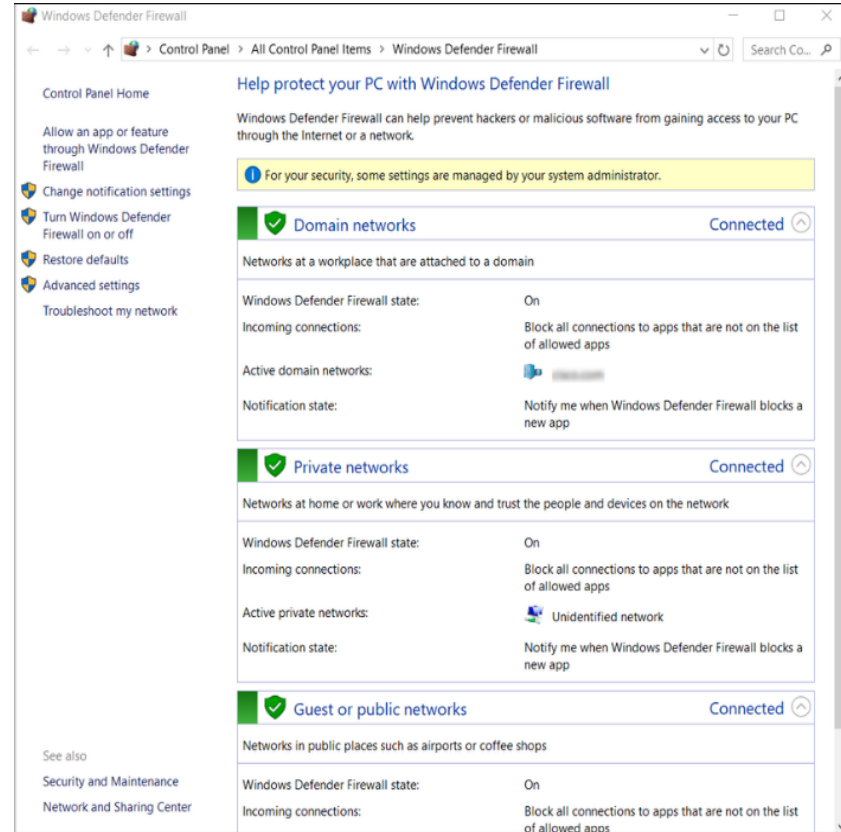 Windows Defender Firewall
Control Panel > All Control Panel Items > Windows Defender Firewall
Search Co...
Control Panel Home
Allow an app or feature
through Windows Defender
Firewall
Change notification settings
Turn Windows Defender
Firewall on or off
Restore defaults
Advanced settings
Troubleshoot my network
Help protect your PC with Windows Defender Firewall
Windows Defender Firewall can help prevent hackers or malicious software from gaining access to your PC
through the Internet or a network.
For your security, some settings are managed by your system administrator.
Domain networks Connected
Networks at a workplace that are attached to a domain
Windows Defender Firewall state: On
Incoming connections: Block all connections to apps that are not on the list
of allowed apps
Active domain networks:
Notification state: Notify me when Windows Defender Firewall blocks a
new app
Private networks Connected
Networks at home or work where you know and trust the people and devices on the network
Windows Defender Firewall state: On
Incoming connections: Block all connections to apps that are not on the list
of allowed apps
Active private networks: Unidentified network
Notification state: Notify me when Windows Defender Firewall blocks a
new app
Guest or public networks Connected
Networks in public places such as airports or coffee shops
Windows Defender Firewall state: On
Incoming connections: Block all connections to apps that are not on the list
of allowed apps
See also
Security and Maintenance
Network and Sharing Center